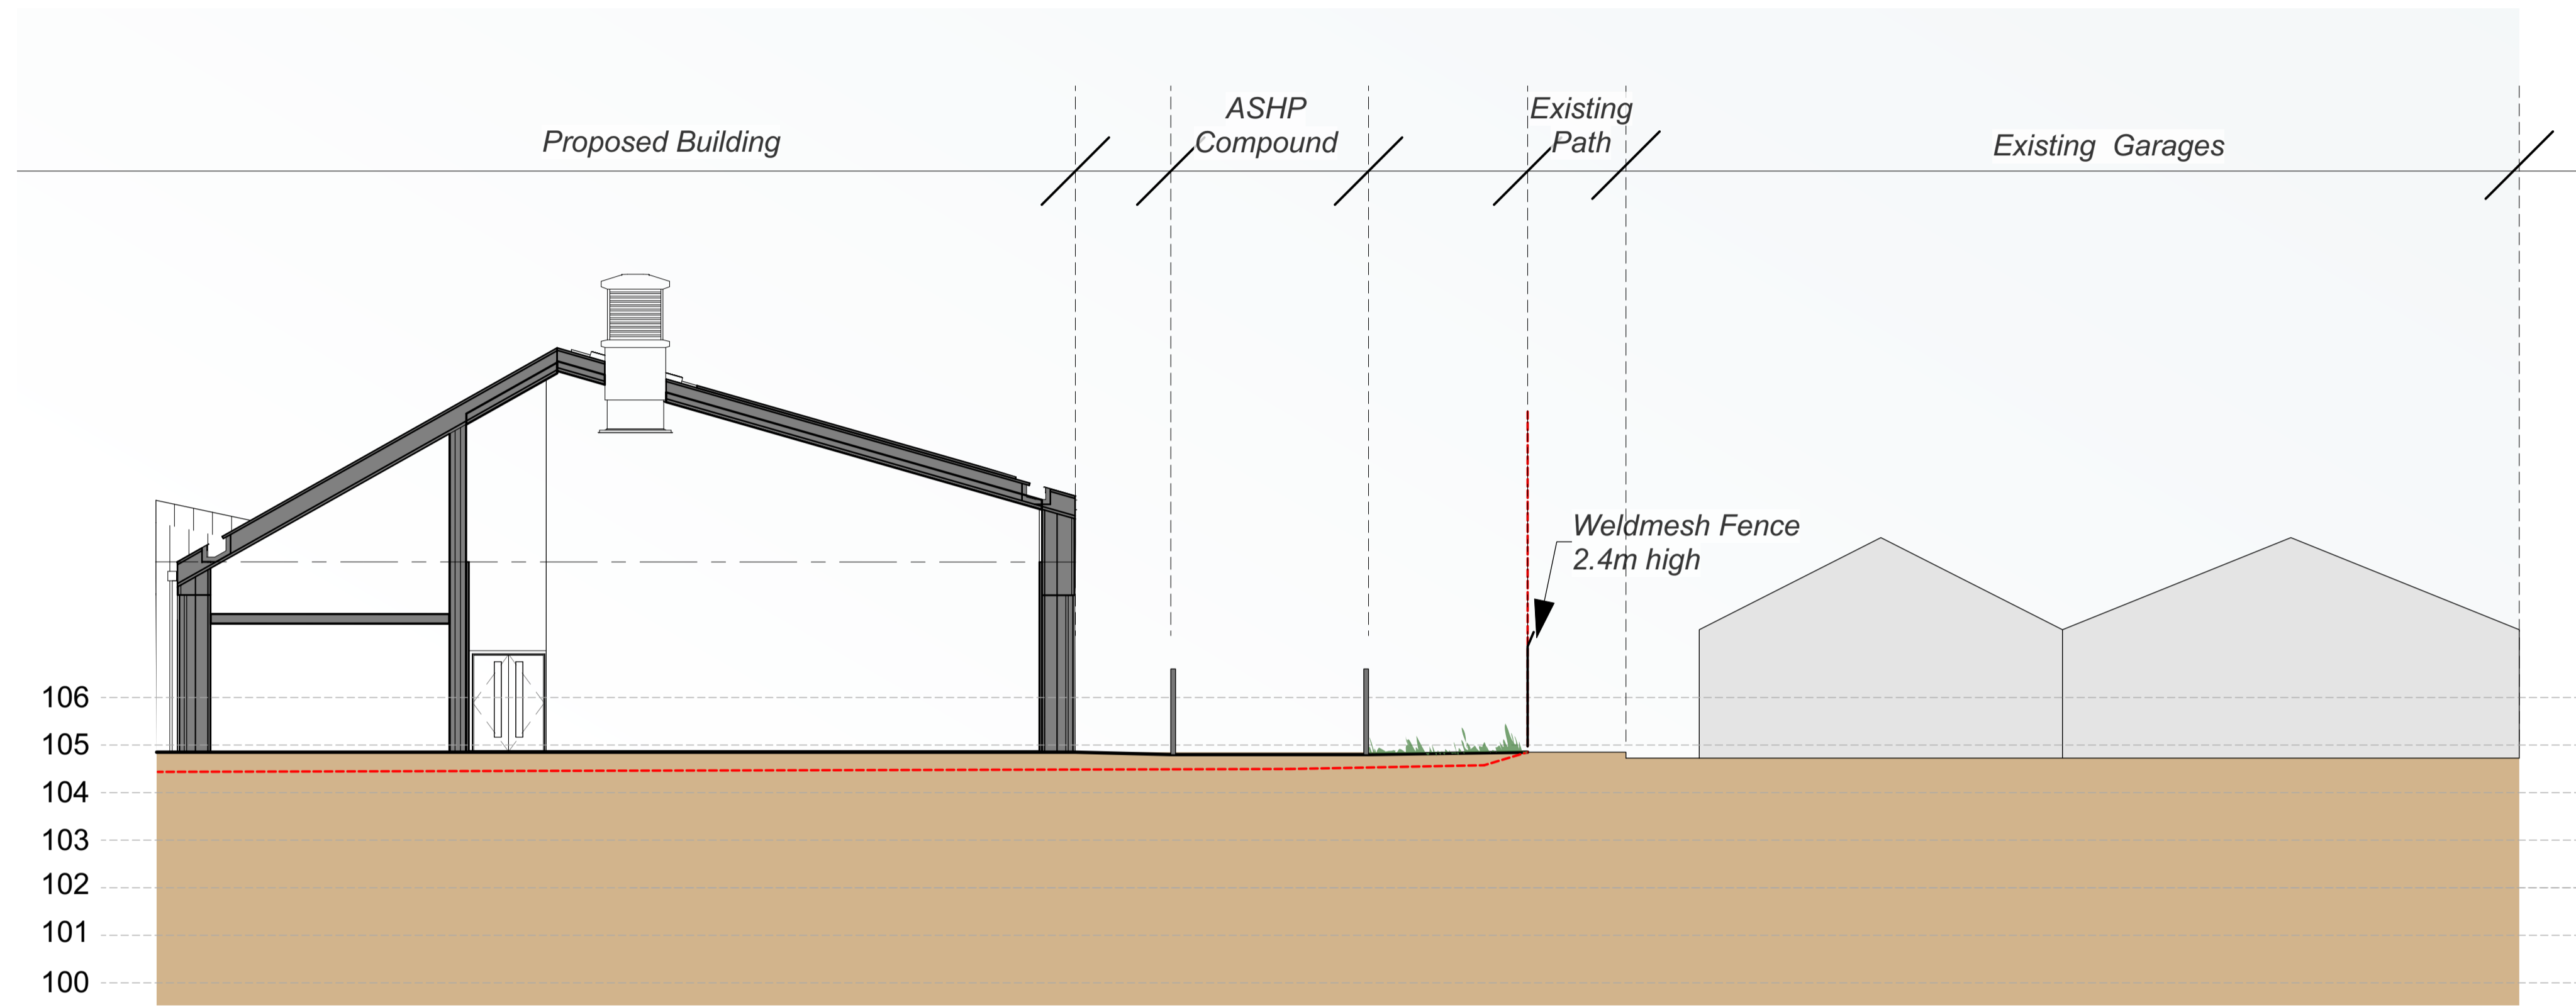 Proposed Building
ASHP
Compound
Existing
Path
Existing Garages
Weldmesh Fence
2.4m high
106
105
104
103
102
101
100